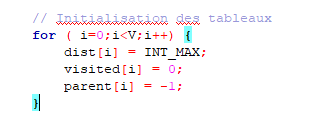 // Initialisation des tableaux
for ( i=0;i<V;i++) {
dist[i] = INT_MAX;
visited[i] = 0;
parent[i] = -1;
}